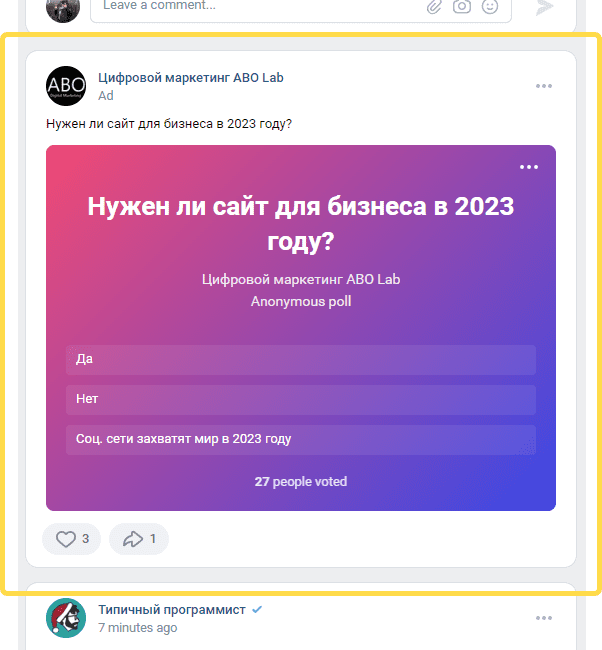 Leave a comment...
ABO
Digital Marketing
Цифровой маркетинг ABO Lab
Ad
Нужен ли сайт для бизнеса в 2023 году?
Нужен ли сайт для бизнеса в 2023
году?
Цифровой маркетинг ABO Lab
Anonymous poll
Да
Нет
Соц. сети захватят мир в 2023 году
27 people voted
3
1
Типичный программист
7 minutes ago